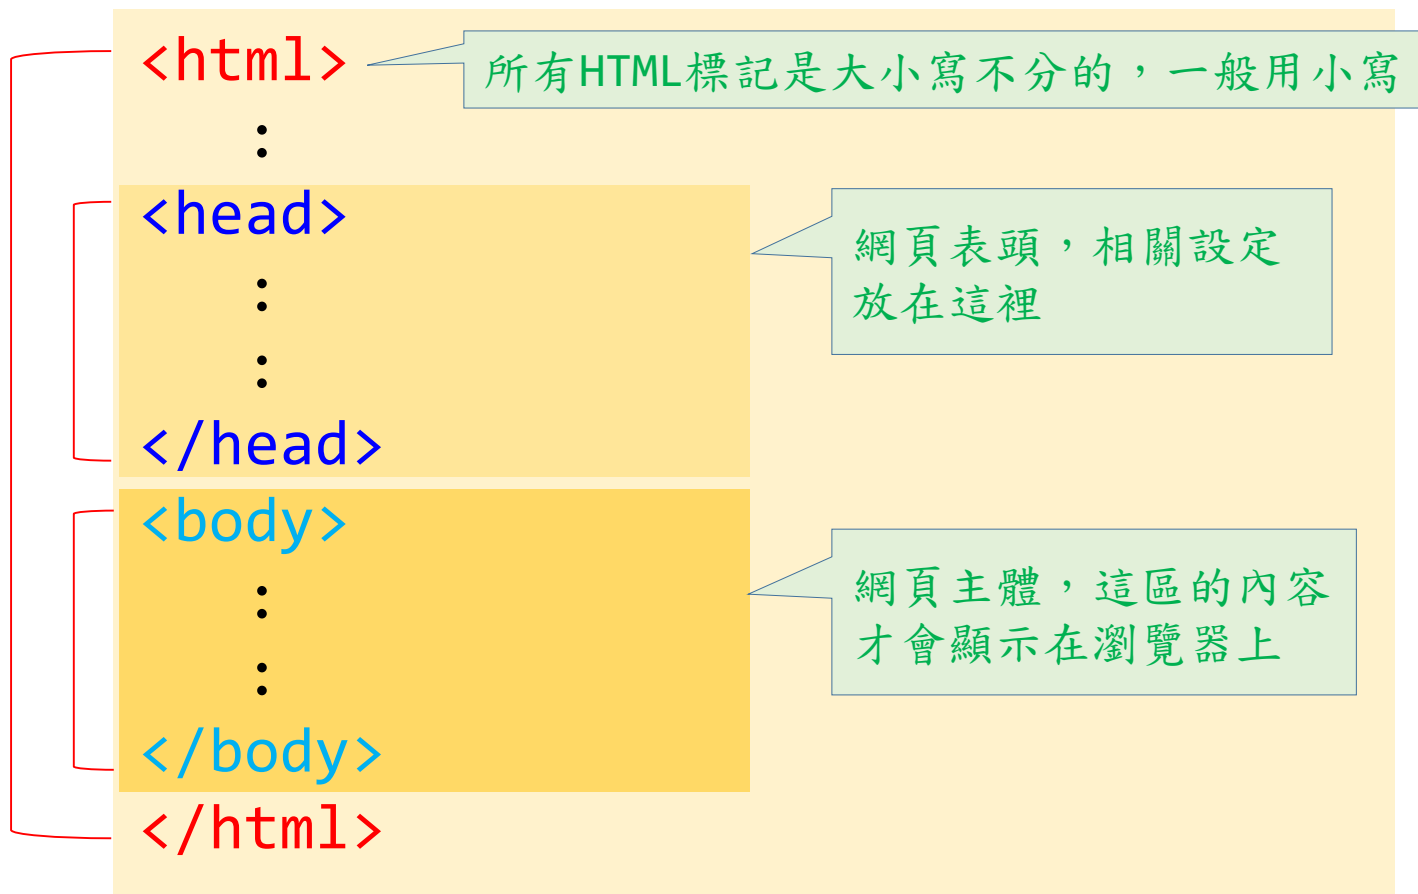 <html>
所有HTML標記是大小寫不分的，一般用小寫
:
<head>
網頁表頭，相關設定
放在這裡
:
:
</head>
<body>
網頁主體，這區的內容
才會顯示在瀏覽器上
:
:
</body>
</html>